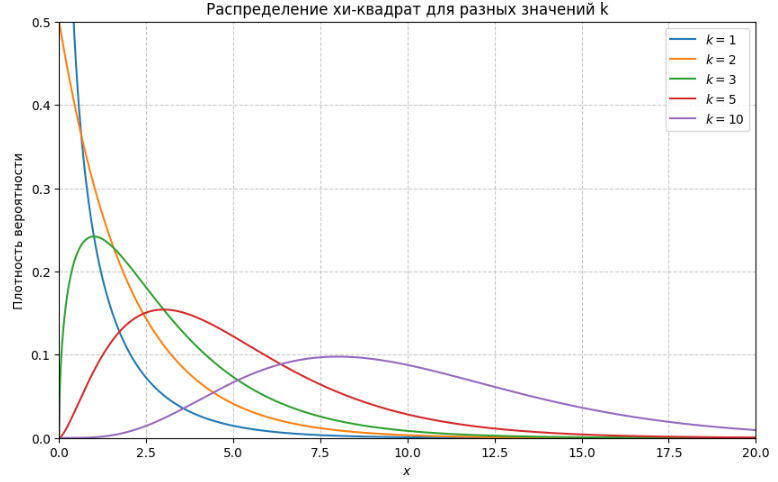 Распределение хи-квадрат для разных значений k
k = 1
k = 2
k = 3
k = 5
k = 10
Плотность вероятности
0.5
0.4
0.3
0.2
0.1
0.0
0.0 2.5 5.0 7.5 10.0 12.5 15.0 17.5 20.0
x